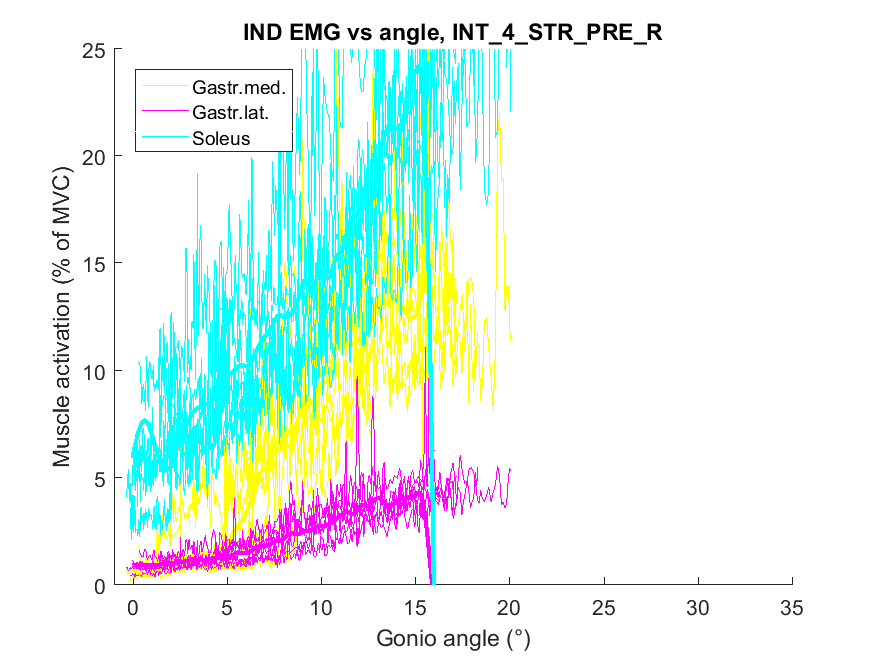 IND EMG vs angle, INT_4_STR_PRE_R
25
20
15
10
5
0
Muscle activation (% of MVC)
Gastr.med.
Gastr.lat.
Soleus
0 5 10 15 20 25 30 35
Gonio angle (°)